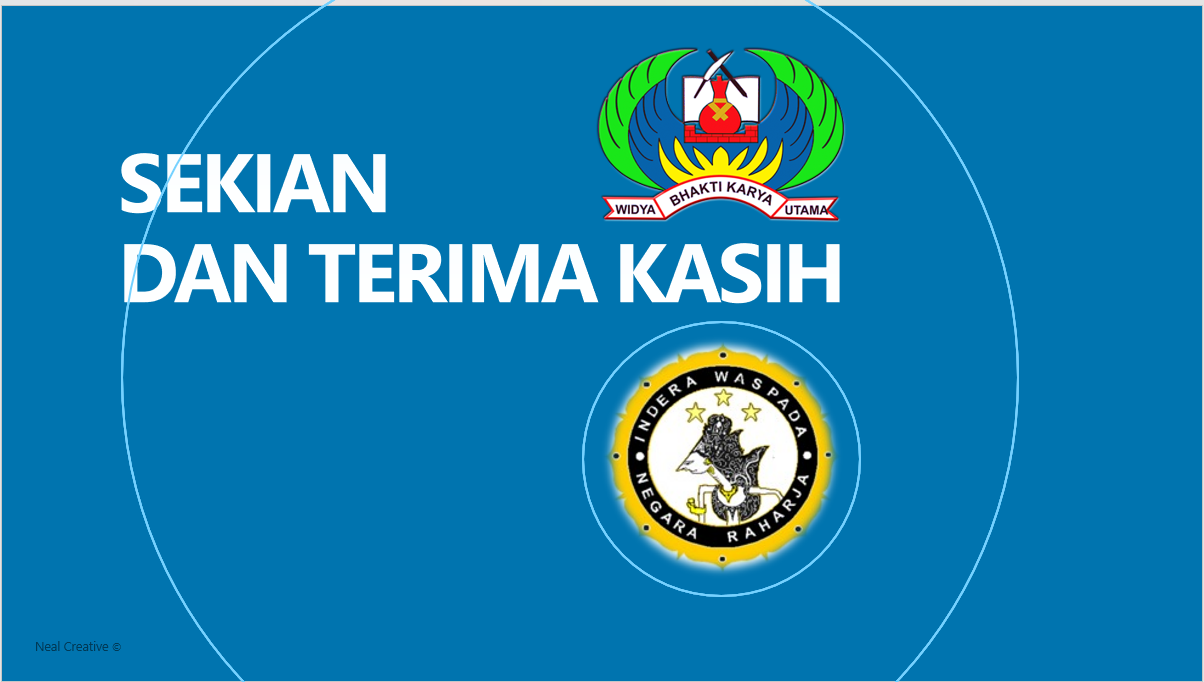 SEKIAN
DAN TERIMA KASIH
WIDYA BHAKTI KARYA UTAMA
INDERA WASPADA
NEGARA RAHARJA
Neal Creative ©